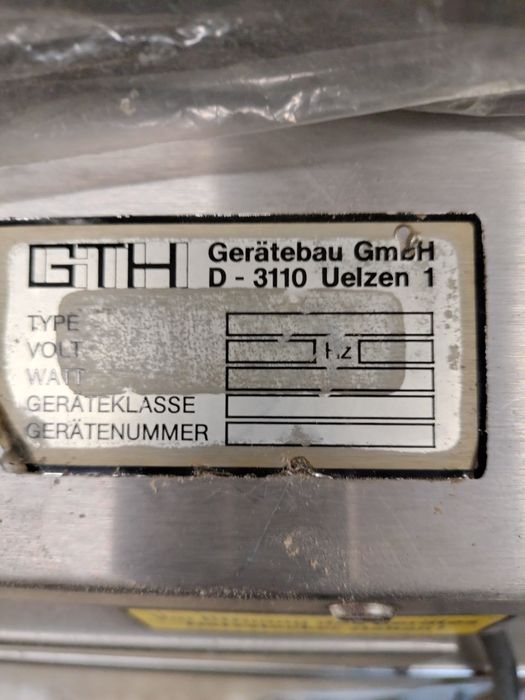 GTH Gerätebau GmbH
D - 3110 Uelzen 1
TYPE
VOLT Hz
WATT
GERÄTEKLASSE
GERÄTENUMMER